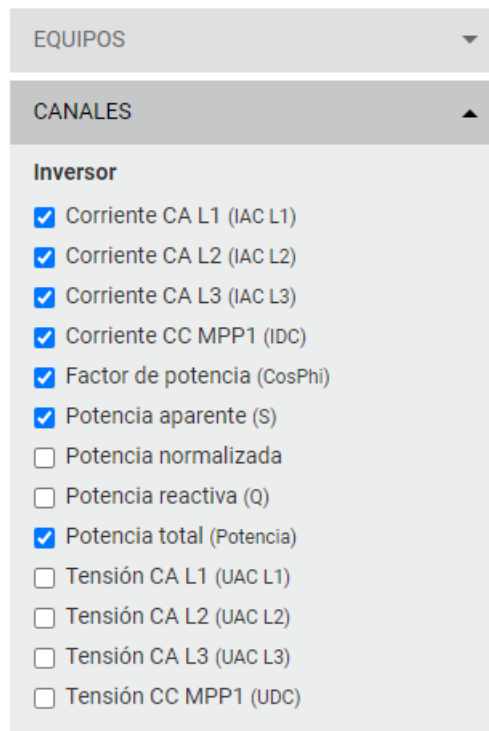 EQUIPOS
CANALES
Inversor
Corriente CA L1 (IAC L1)
Corriente CA L2 (IAC L2)
Corriente CA L3 (IAC L3)
Corriente CC MPP1 (IDC)
Factor de potencia (CosPhi)
Potencia aparente (S)
Potencia normalizada
Potencia reactiva (Q)
Potencia total (Potencia)
Tensión CA L1 (UAC L1)
Tensión CA L2 (UAC L2)
Tensión CA L3 (UAC L3)
Tensión CC MPP1 (UDC)